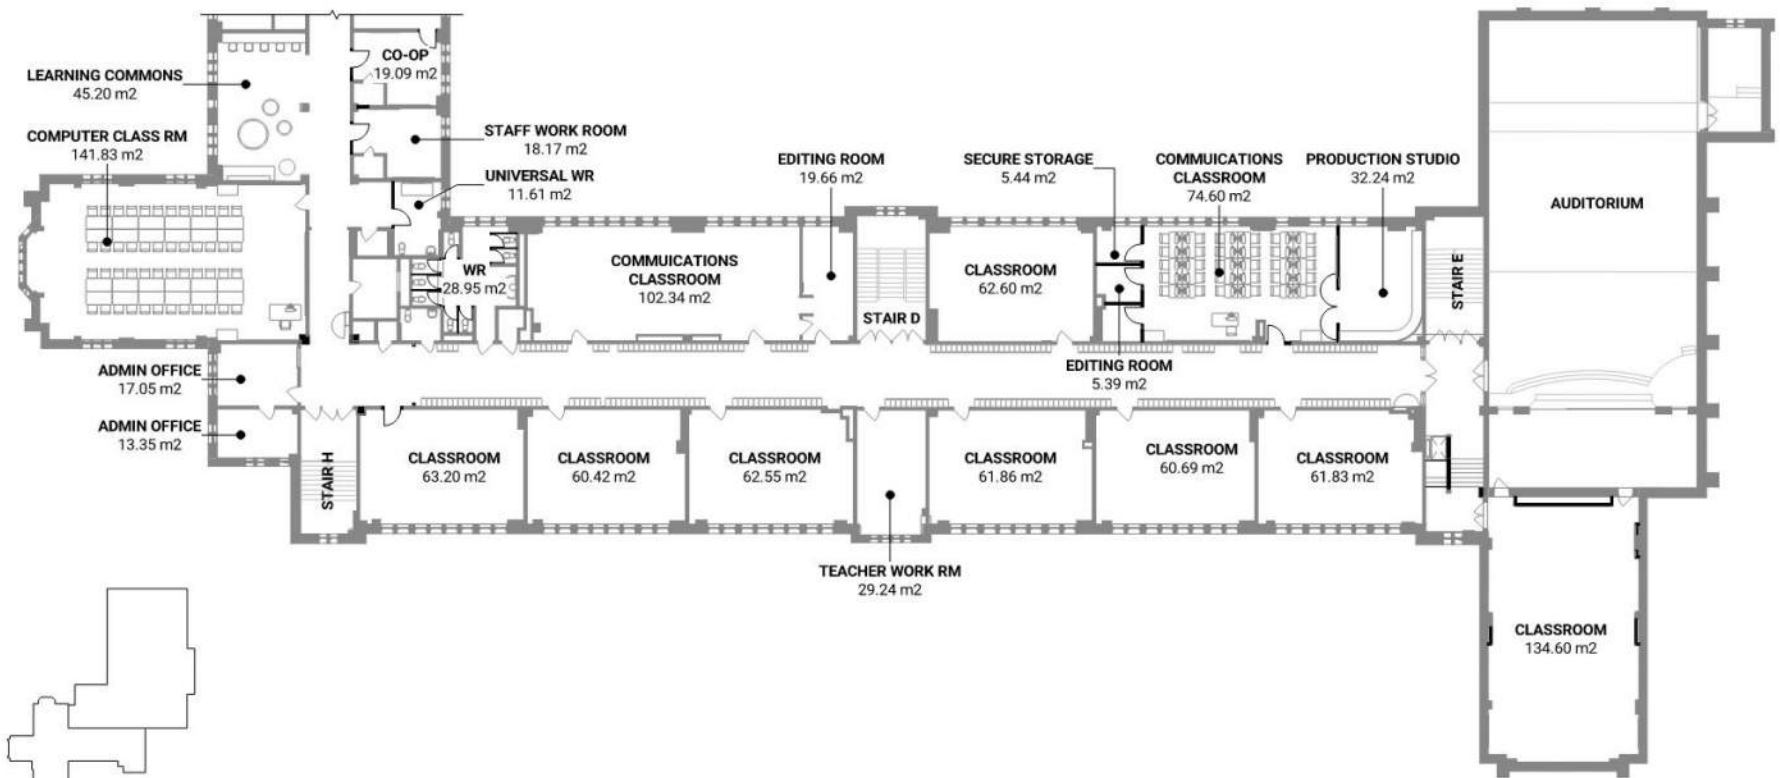 LEARNING COMMONS
45.20 m2
CO-OP
19.09 m2
COMPUTER CLASS RM
141.83 m2
STAFF WORK ROOM
18.17 m2
UNIVERSAL WR
11.61 m2
EDITING ROOM
19.66 m2
SECURE STORAGE
5.44 m2
COMMUICATIONS
CLASSROOM
74.60 m2
PRODUCTION STUDIO
32.24 m2
AUDITORIUM
WR
28.95 m2
COMMUICATIONS
CLASSROOM
102.34 m2
CLASSROOM
62.60 m2
STAIR E
STAIR D
ADMIN OFFICE
17.05 m2
EDITING ROOM
5.39 m2
ADMIN OFFICE
13.35 m2
STAIR H
CLASSROOM
63.20 m2
CLASSROOM
60.42 m2
CLASSROOM
62.55 m2
CLASSROOM
61.86 m2
CLASSROOM
60.69 m2
CLASSROOM
61.83 m2
TEACHER WORK RM
29.24 m2
CLASSROOM
134.60 m2